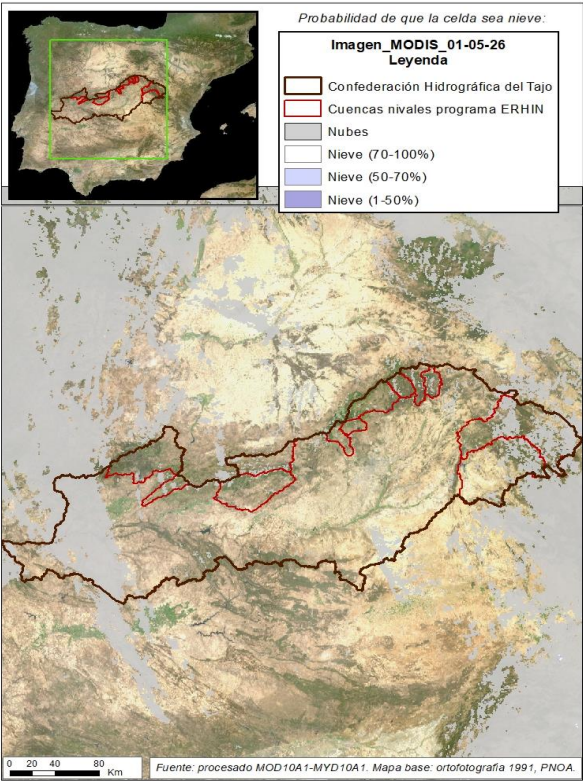 Probabilidad de que la celda sea nieve:
Imagen_MODIS_01-05-26
Leyenda
Confederación Hidrográfica del Tajo
Cuencas nivales programa ERHIN
Nubes
Nieve (70-100%)
Nieve (50-70%)
Nieve (1-50%)
0 20 40 60 80
Km
Fuente: procesado MOD10A1-MYD10A1. Mapa base: ortofotografía 1991, PNOA.